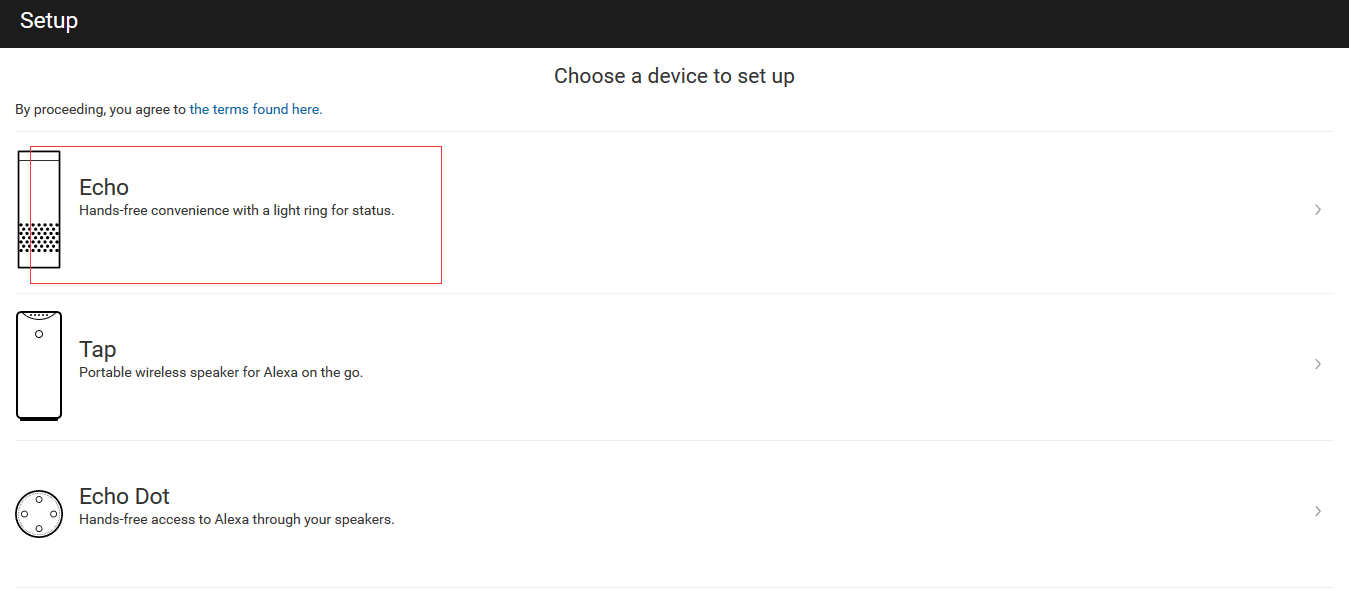 Setup
Choose a device to set up
By proceeding, you agree to the terms found here.
Echo
Hands-free convenience with a light ring for status.
Tap
Portable wireless speaker for Alexa on the go.
Echo Dot
Hands-free access to Alexa through your speakers.